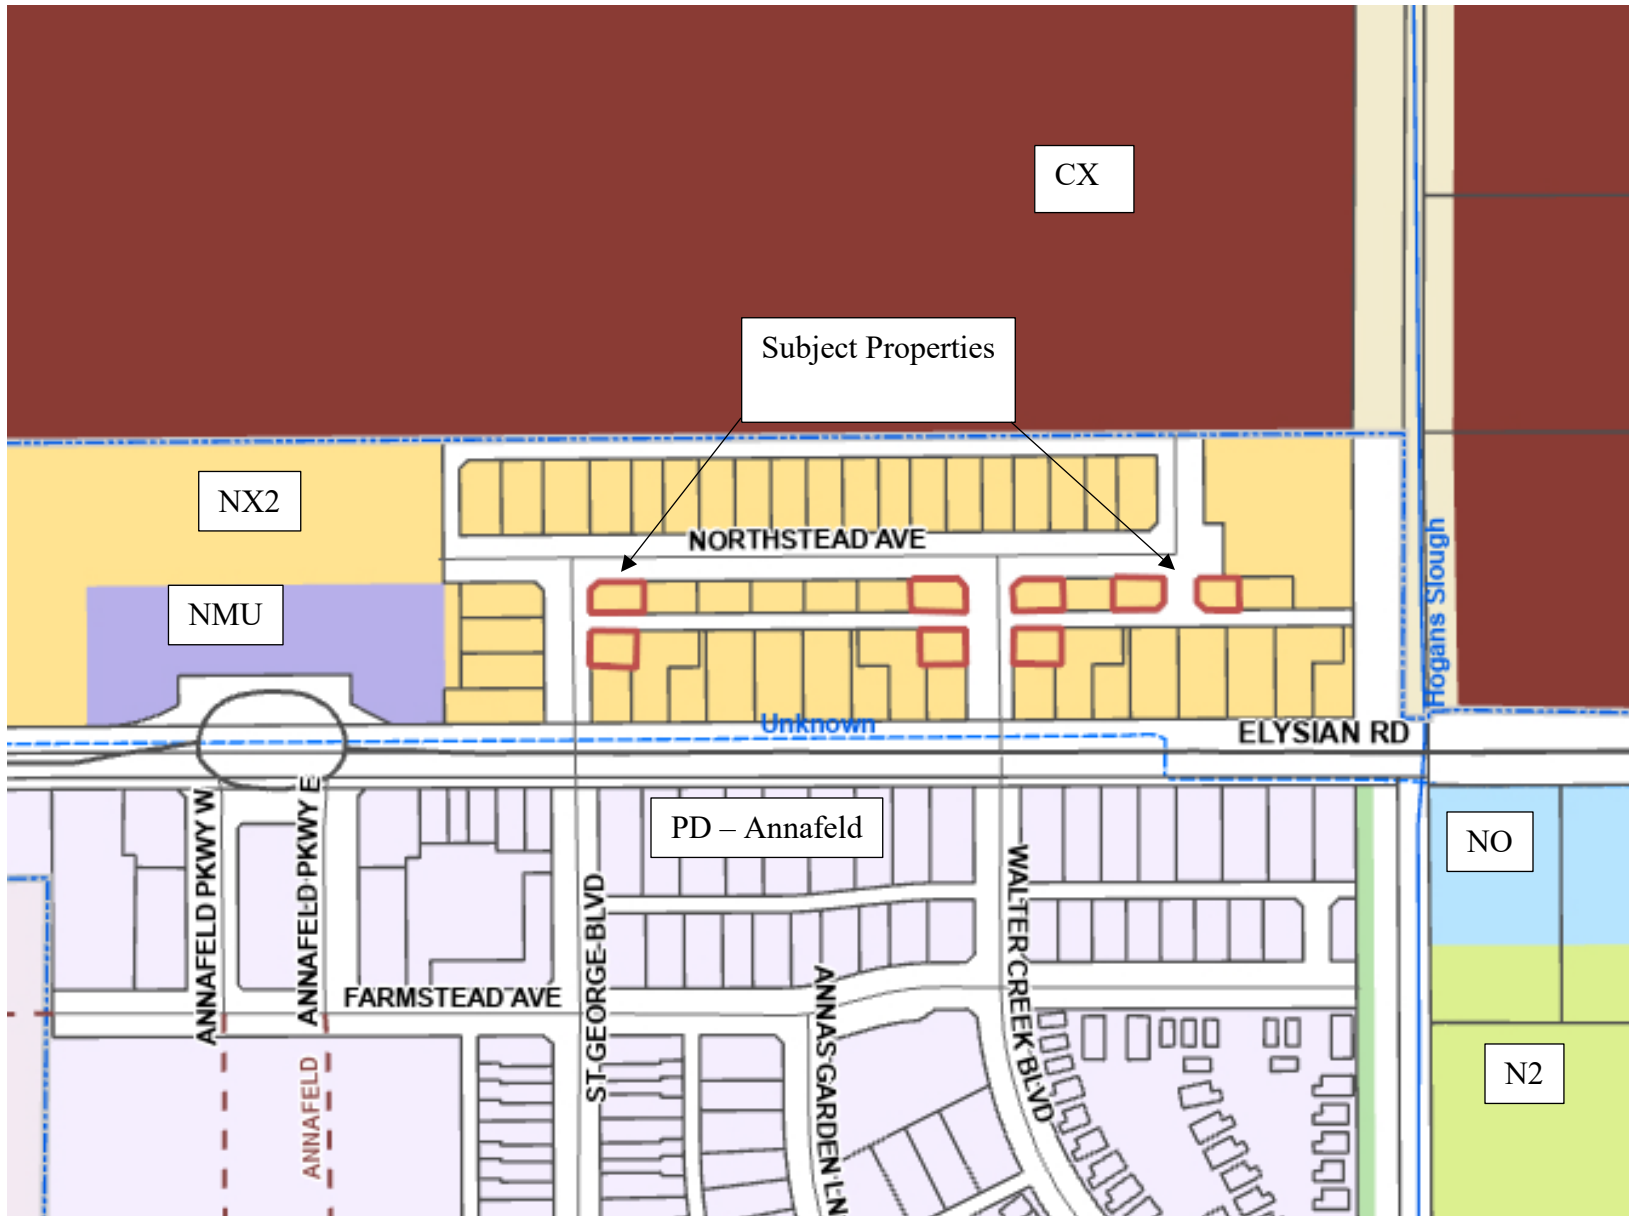 CX
Subject Properties
NX2
NORTHSTEAD AVE
NMU
Hogans Slough
Unknown
ELYSIAN RD
PD – Annafeld
NO
ANNAFELD PKWY W
ANNAFELD PKWY E
ST GEORGE BLVD
WALTER CREEK BLVD
FARMSTEAD AVE
ANNAS GARDEN LN
ANNAFELD
N2